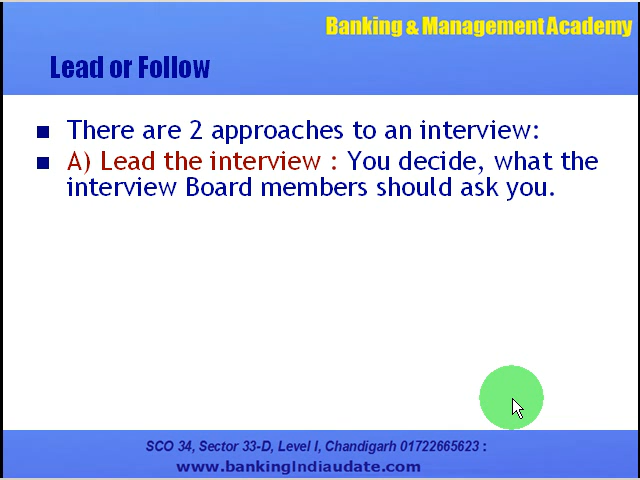 Banking & Management Academy
Lead or Follow
There are 2 approaches to an interview:
A) Lead the interview : You decide, what the
interview Board members should ask you.
SCO 34, Sector 33-D, Level I, Chandigarh 01722665623 :
www.bankingIndiaudate.com